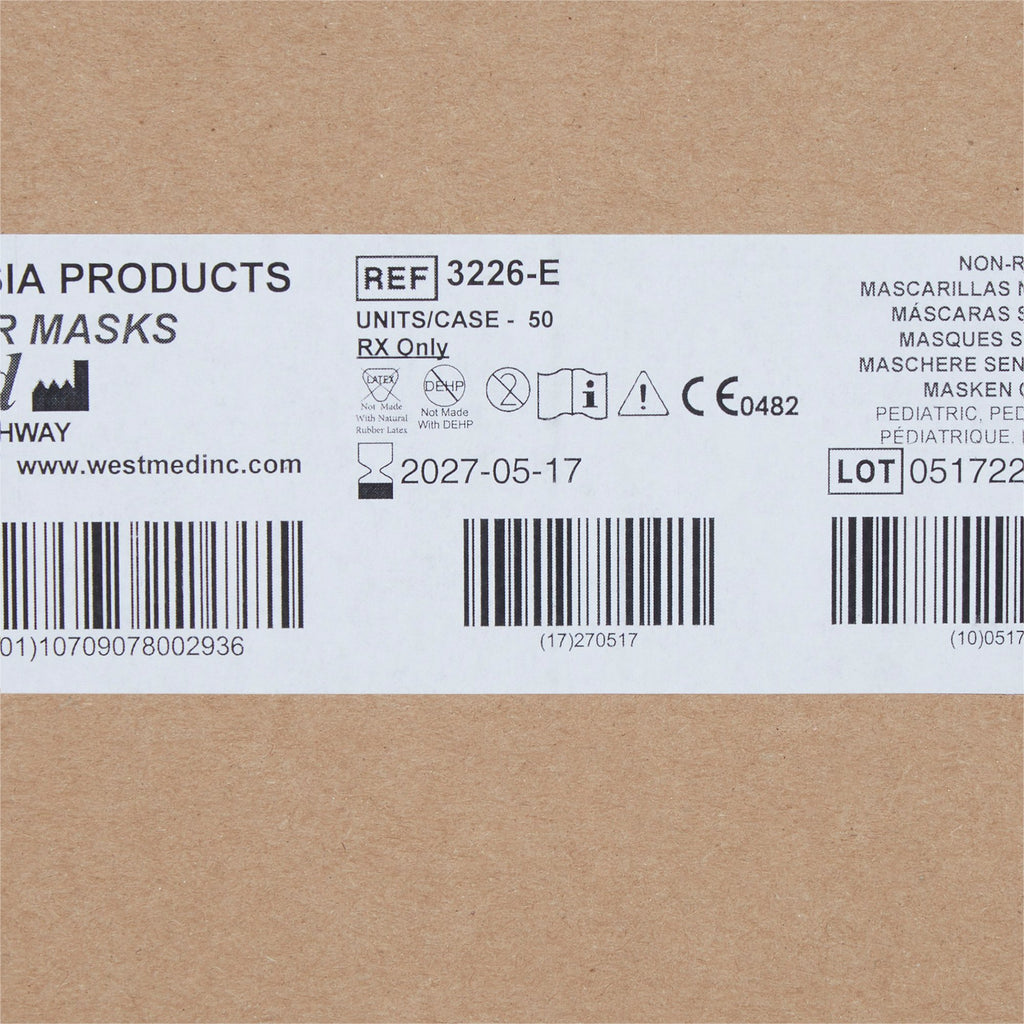 SIA PRODUCTS
R MASKS
d
HWAY
www.westmedinc.com
01)10709078002936
REF 3226-E
UNITS/CASE - 50
RX Only
LATEX
Not Made
With Natural
Rubber Latex
DEHP
Not Made
With DEHP
2
i
!
CE0482
2027-05-17
(17)270517
NON-R
MASCARILLAS N
MÁSCARAS S
MASQUES S
MASCHERE SEN
MASKEN
PEDIATRIC, PED
PÉDIATRIQUE,
LOT 051722
(10)0517